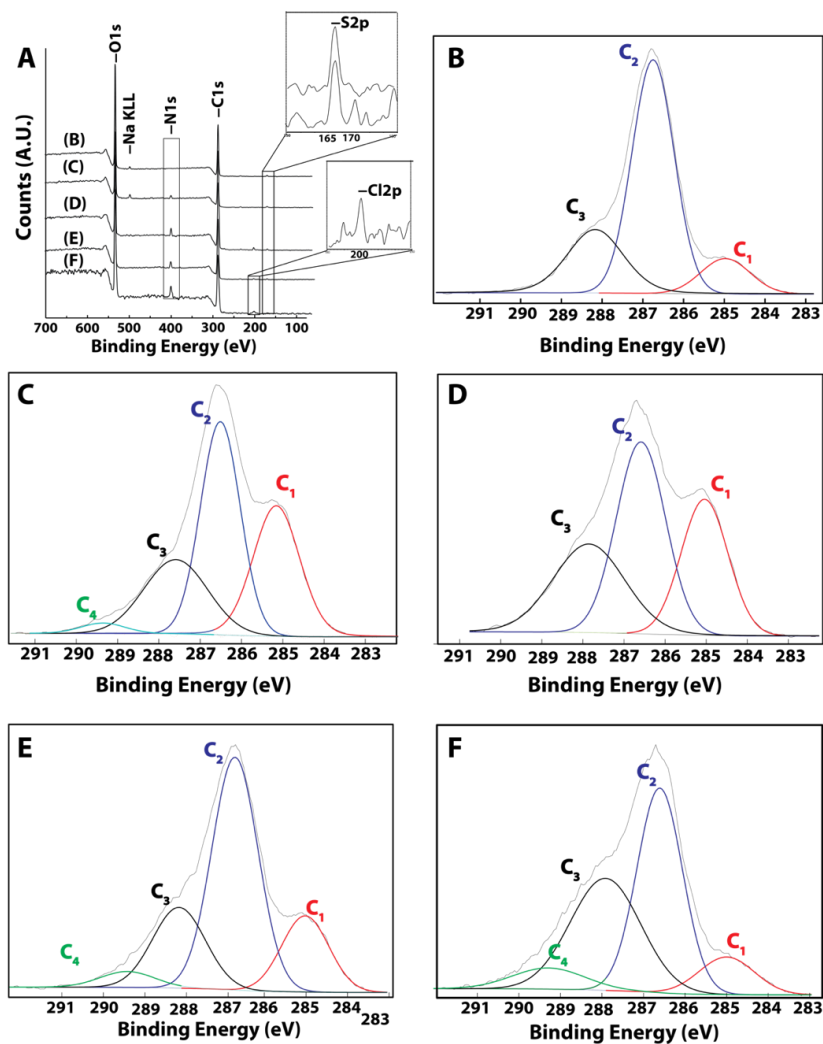 A
–O1s
–Na KLL
–N1s
–C1s
–S2p
165 170
–Cl2p
200
(B)
(C)
(D)
(E)
(F)
Counts (A.U.)
700 600 500 400 300 200 100
Binding Energy (eV)
B
C2
C3
C1
291 290 289 288 287 286 285 284 283
Binding Energy (eV)
C
C2
C1
C3
C4
291 290 289 288 287 286 285 284 283
Binding Energy (eV)
D
C2
C1
C3
291 290 289 288 287 286 285 284 283
Binding Energy (eV)
E
C2
C3
C1
C4
291 290 289 288 287 286 285 284 283
Binding Energy (eV)
F
C2
C3
C4
C1
291 290 289 288 287 286 285 284 283
Binding Energy (eV)